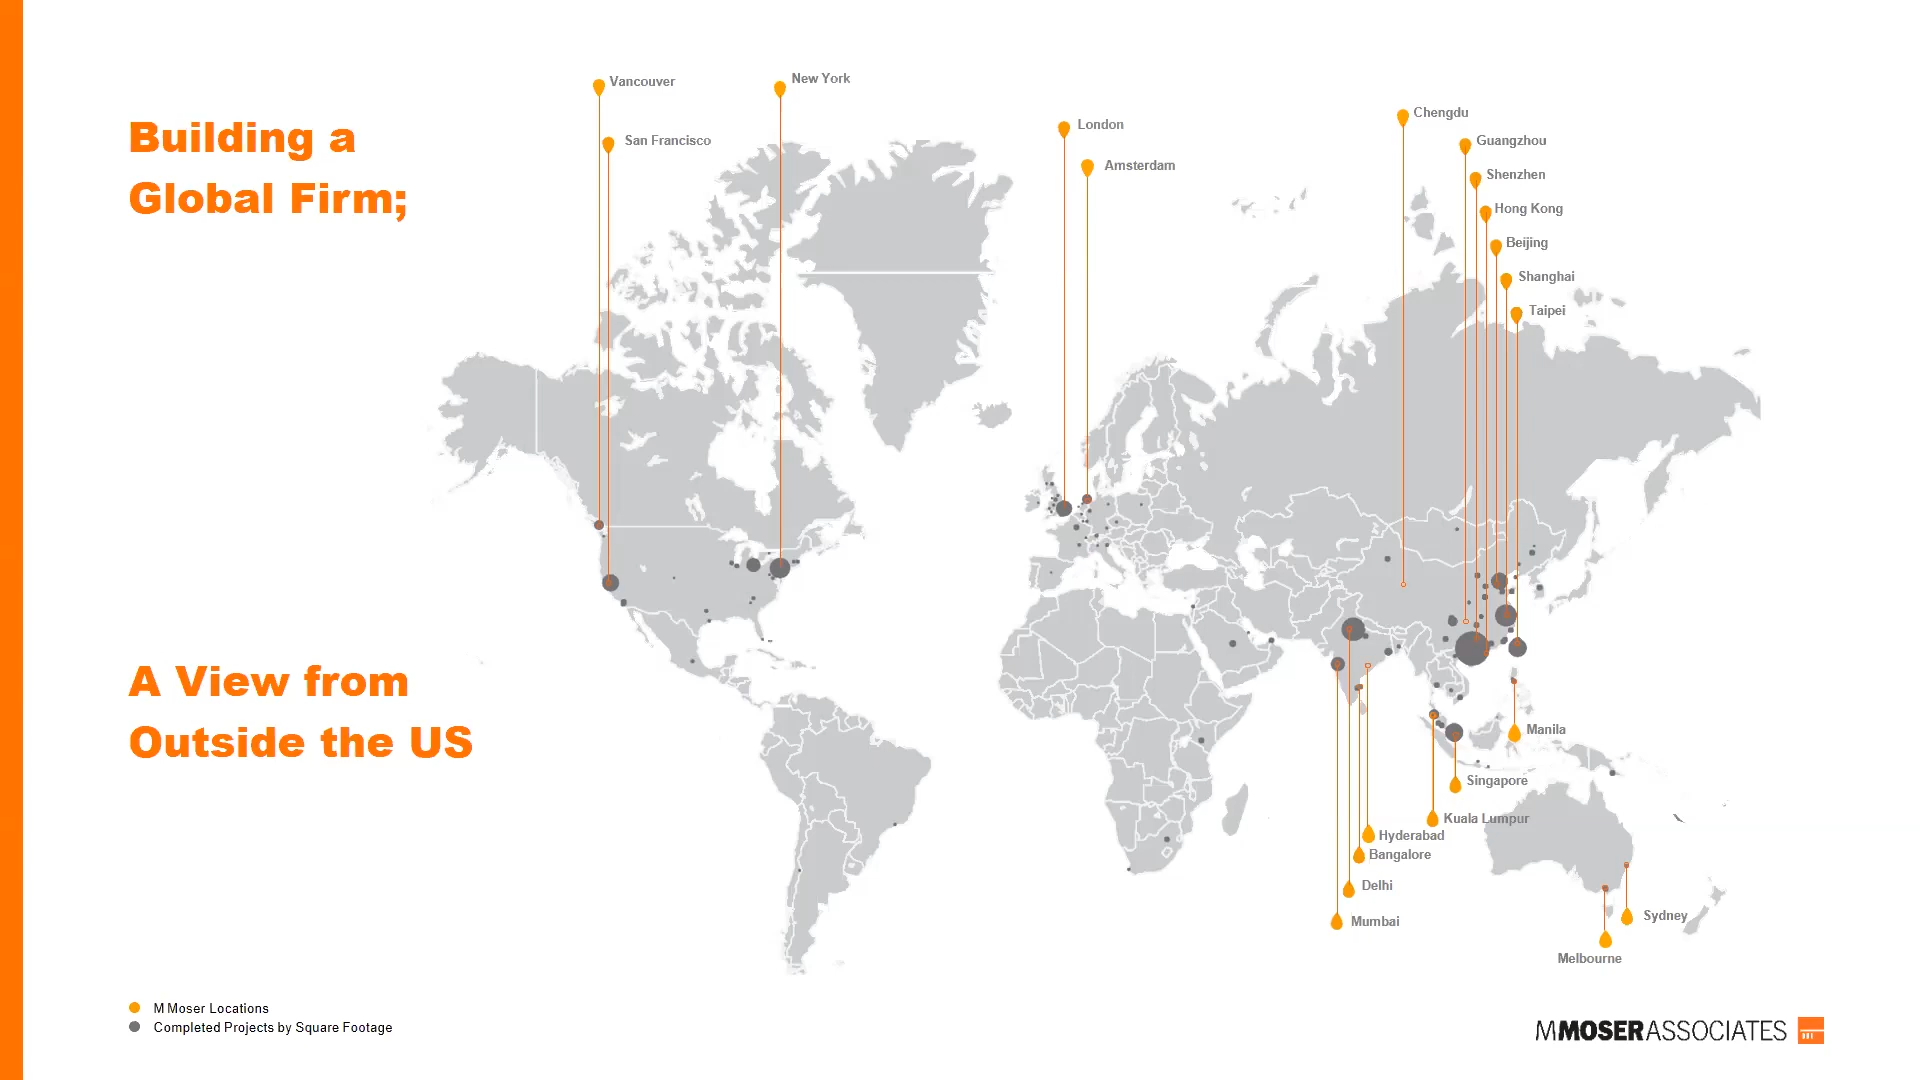 Building a
Global Firm;
A View from
Outside the US
Vancouver
New York
San Francisco
London
Amsterdam
Chengdu
Guangzhou
Shenzhen
Hong Kong
Beijing
Shanghai
Taipei
Manila
Singapore
Kuala Lumpur
Hyderabad
Bangalore
Delhi
Mumbai
Sydney
Melbourne
M Moser Locations
Completed Projects by Square Footage
MMOSERASSOCIATES